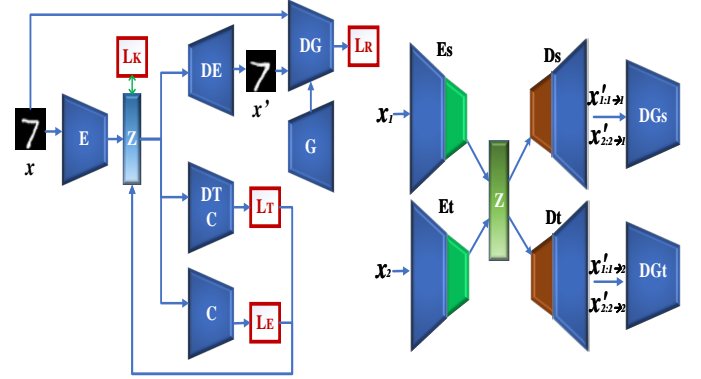 LK
DE
DG
LR
7
x
E
Z
7
x'
G
DT
C
LT
C
LE
Es
Ds
x1
x'1:1→1
x'2:2→1
DGs
Z
Et
Dt
x2
x'1:1→2
x'2:2→2
DGt